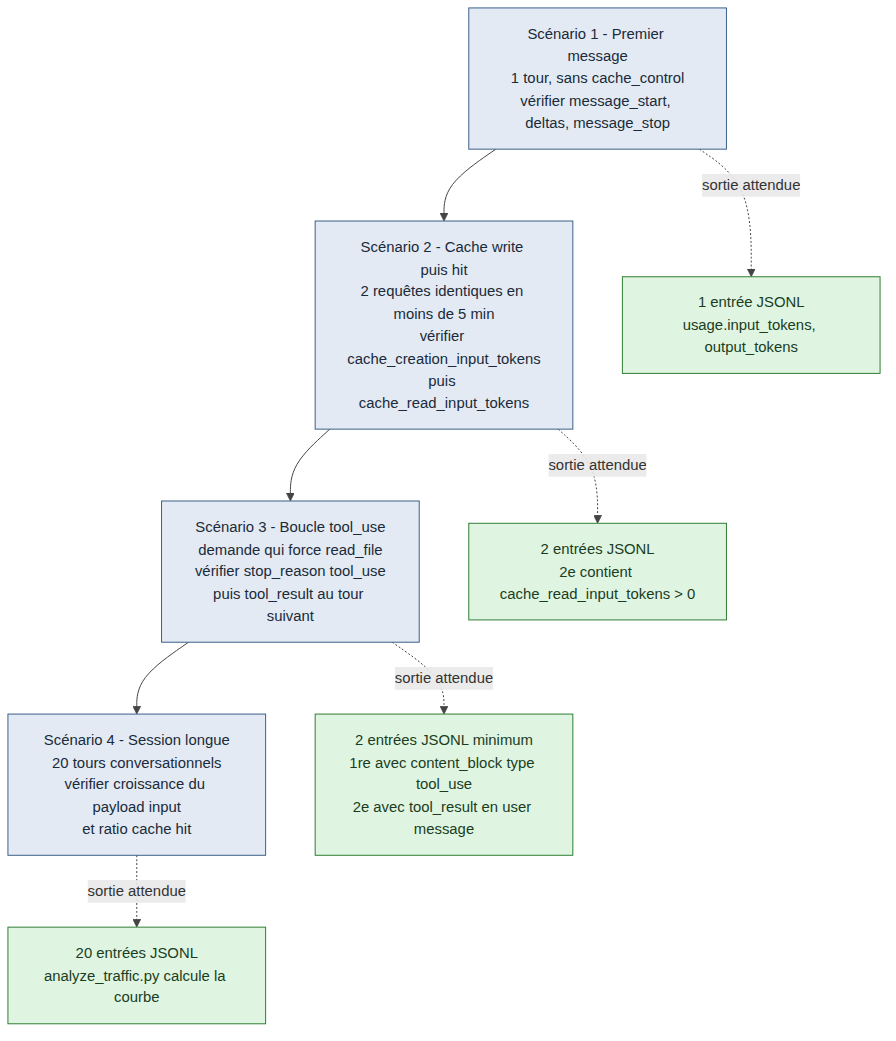 Scénario 1 - Premier
message
1 tour, sans cache_control
vérifier message_start,
deltas, message_stop
sortie attendue
Scénario 2 - Cache write
puis hit
2 requêtes identiques en
moins de 5 min
vérifier
cache_creation_input_tokens
puis
cache_read_input_tokens
1 entrée JSONL
usage.input_tokens,
output_tokens
sortie attendue
Scénario 3 - Boucle tool_use
demande qui force read_file
vérifier stop_reason tool_use
puis tool_result au tour
suivant
2 entrées JSONL
2e contient
cache_read_input_tokens > 0
sortie attendue
Scénario 4 - Session longue
20 tours conversationnels
vérifier croissance du
payload input
et ratio cache hit
2 entrées JSONL minimum
1re avec content_block type
tool_use
2e avec tool_result en user
message
sortie attendue
20 entrées JSONL
analyze_traffic.py calcule la
courbe